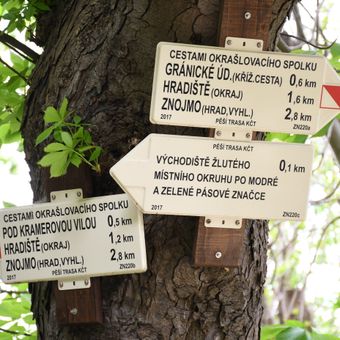 CESTAMI OKRAŠLOVACÍHO SPOLKU
GRÁNICKÉ ÚD.(KŘÍŽ.CESTA) 0,6 km
HRADIŠTĚ(OKRAJ) 1,6 km
ZNOJMO(HRAD,VYHL.) 2,8 km
2017 PĚŠÍ TRASA KČT ZN220a
VÝCHODIŠTĚ ŽLUTÉHO 0,1 km
MÍSTNÍHO OKRUHU PO MODRÉ
A ZELENÉ PÁSOVÉ ZNAČCE
2017 PĚŠÍ TRASA KČT ZN220c
CESTAMI OKRAŠLOVACÍHO SPOLKU
POD KRAMEROVOU VILOU 0,5 km
HRADIŠTĚ(OKRAJ) 1,2 km
ZNOJMO(HRAD,VYHL.) 2,8 km
2017 PĚŠÍ TRASA KČT ZN220b